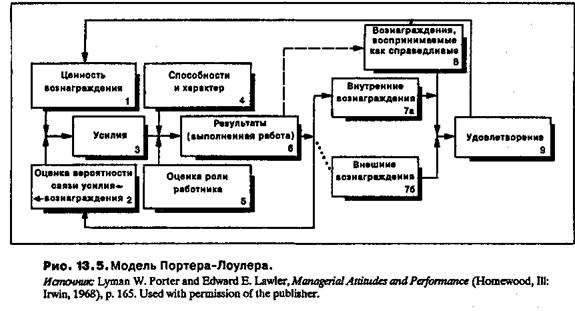 Вознаграждения,
воспринимаемые
как справедливые
8
Ценность
вознаграждения
1
Способности
и характер
4
Внутренние
вознаграждения
7а
Усилия
3
Результаты
(выполненная работа)
6
Удовлетворение
9
Оценка вероятности
связи усилия–
вознаграждения 2
Оценка роли
работника
5
Внешние
вознаграждения
7б
Рис. 13.5. Модель Портера-Лоулера.
Источник: Lyman W. Porter and Edward E. Lawler, Managerial Attitudes and Performance (Homewood, Ill:
Irwin, 1968), p. 165. Used with permission of the publisher.